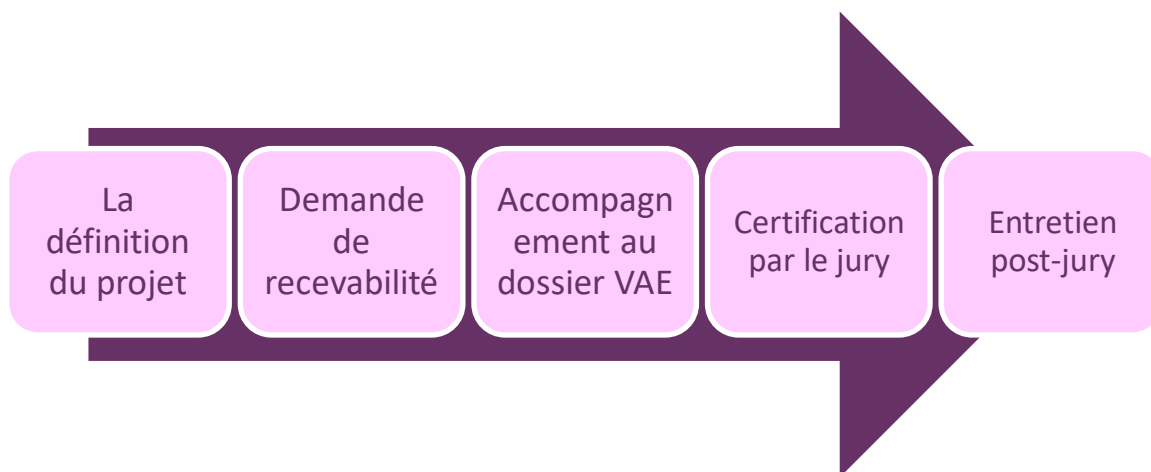 La
définition
du projet
Demande
de
recevabilité
Accompagn
ement au
dossier VAE
Certification
par le jury
Entretien
post-jury